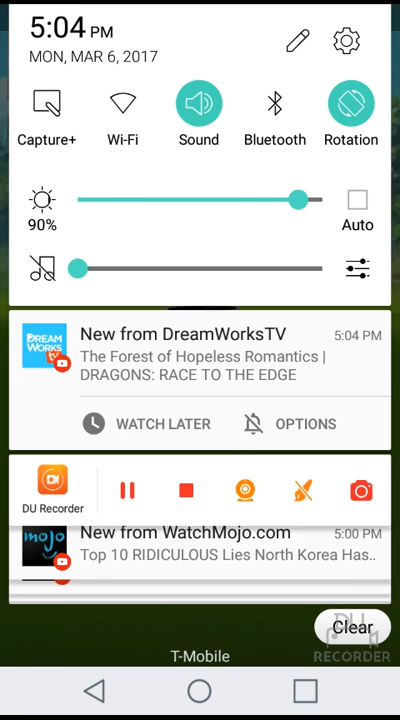 5:04 PM
MON, MAR 6, 2017
Capture+ Wi-Fi Sound Bluetooth Rotation
90% Auto
New from DreamWorksTV 5:04 PM
DREAM
WORKS
TV
The Forest of Hopeless Romantics |
DRAGONS: RACE TO THE EDGE
WATCH LATER OPTIONS
DU Recorder
New from WatchMojo.com 5:00 PM
mojo
Top 10 RIDICULOUS Lies North Korea Has..
Clear
DU
RECORDER
T-Mobile